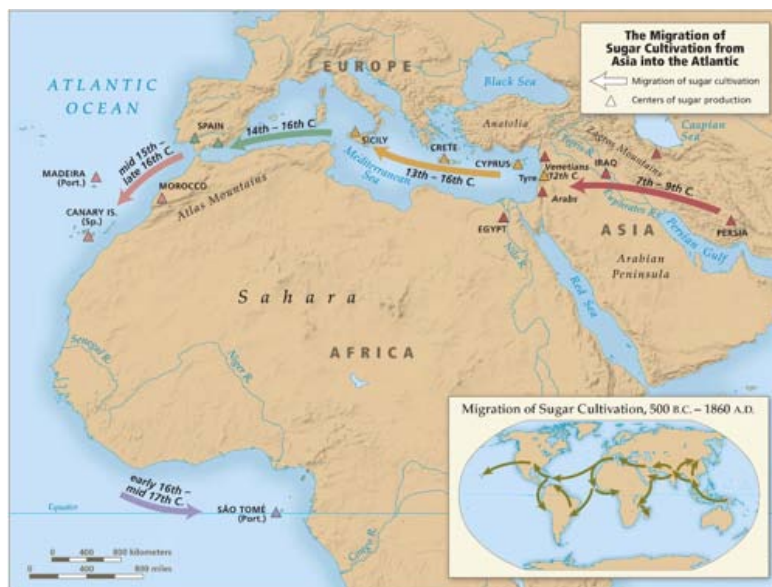 The Migration of
Sugar Cultivation from
Asia into the Atlantic
Migration of sugar cultivation
Centers of sugar production
ATLANTIC
OCEAN
EUROPE
Black Sea
Caspian
Sea
SPAIN
14th – 16th C.
SICILY
CRETE
Anatolia
Tigris R.
Zagros Mountains
mid 15th –
late 16th C.
MADEIRA
(Port.)
MOROCCO
Atlas Mountains
Mediterranean
Sea
13th – 16th C.
CYPRUS
Tyre
Venetians
12th C.
IRAQ
7th – 9th C.
Arabs
Euphrates R.
CANARY IS.
(Sp.)
EGYPT
Nile R.
ASIA
PERSIA
Persian Gulf
Arabian
Peninsula
Red Sea
Sahara
AFRICA
Senegal R.
Niger R.
early 16th –
mid 17th C.
Equator
SÃO TOMÉ
(Port.)
Congo R.
0 400 800 kilometers
0 400 800 miles
Migration of Sugar Cultivation, 500 B.C. – 1860 A.D.